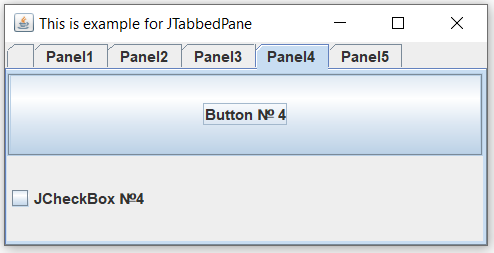 This is example for JTabbedPane
Panel1 Panel2 Panel3 Panel4 Panel5
Button № 4
JCheckBox №4